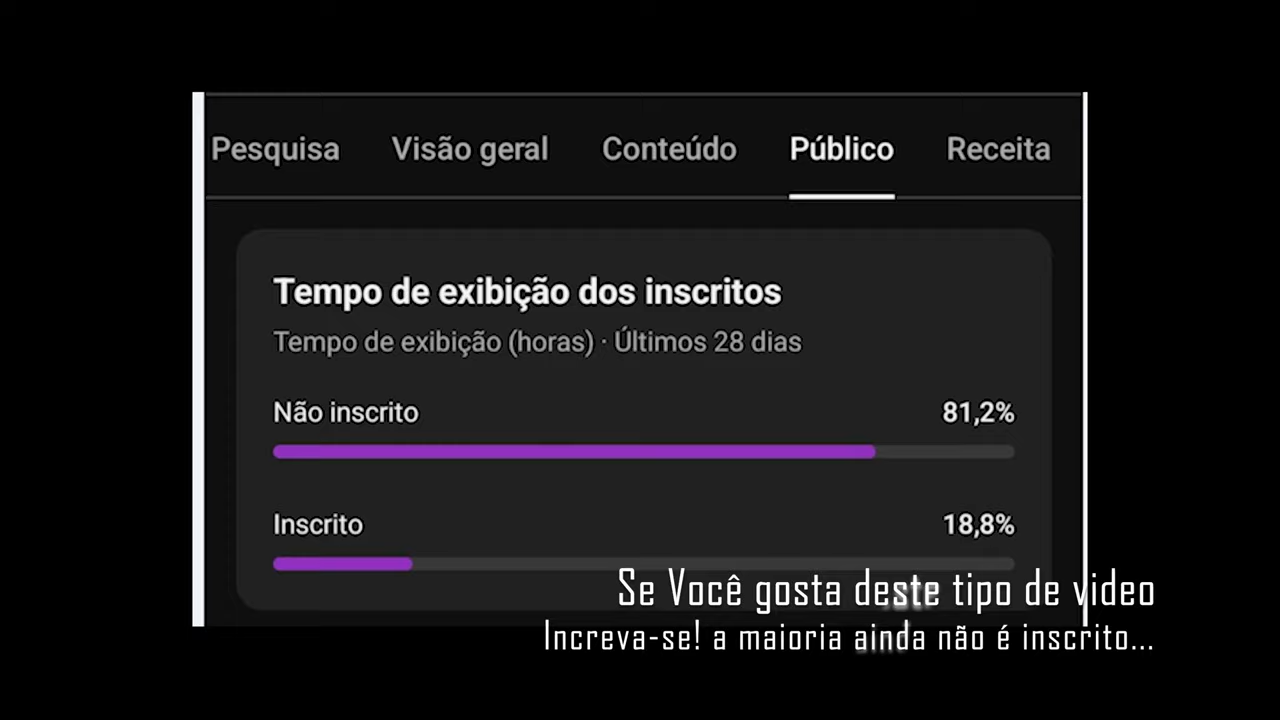 Pesquisa Visão geral Conteúdo Público Receita
Tempo de exibição dos inscritos
Tempo de exibição (horas) · Últimos 28 dias
Não inscrito 81,2%
Inscrito 18,8%
Se Você gosta deste tipo de video
Increva-se! a maioria ainda não é inscrito...